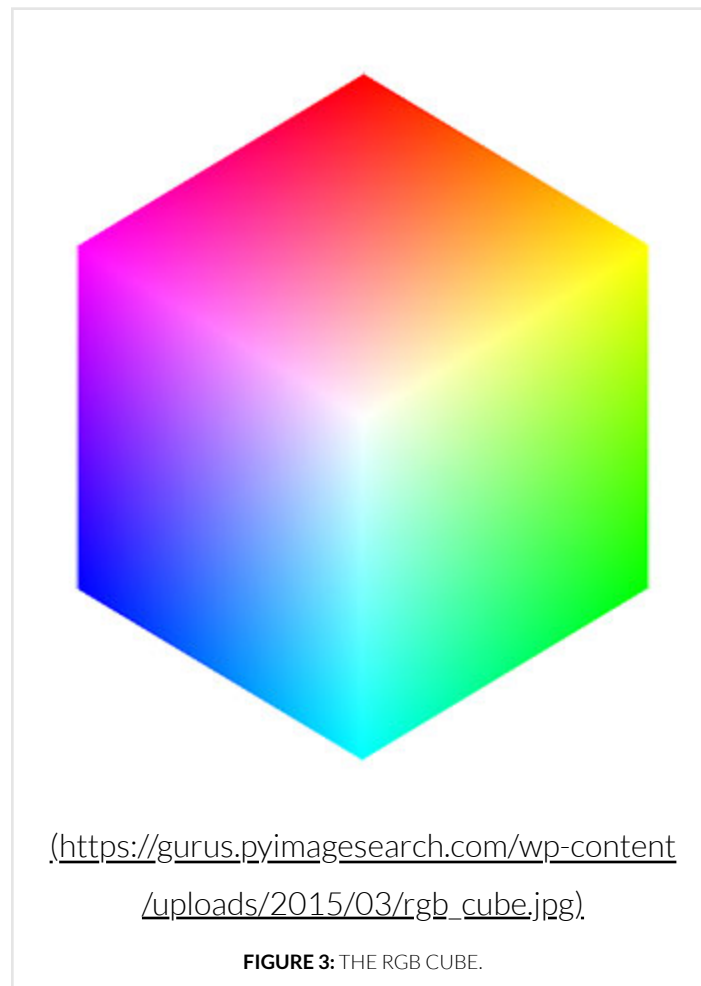 (https://gurus.pyimagesearch.com/wp-content
/uploads/2015/03/rgb_cube.jpg)
FIGURE 3: THE RGB CUBE.